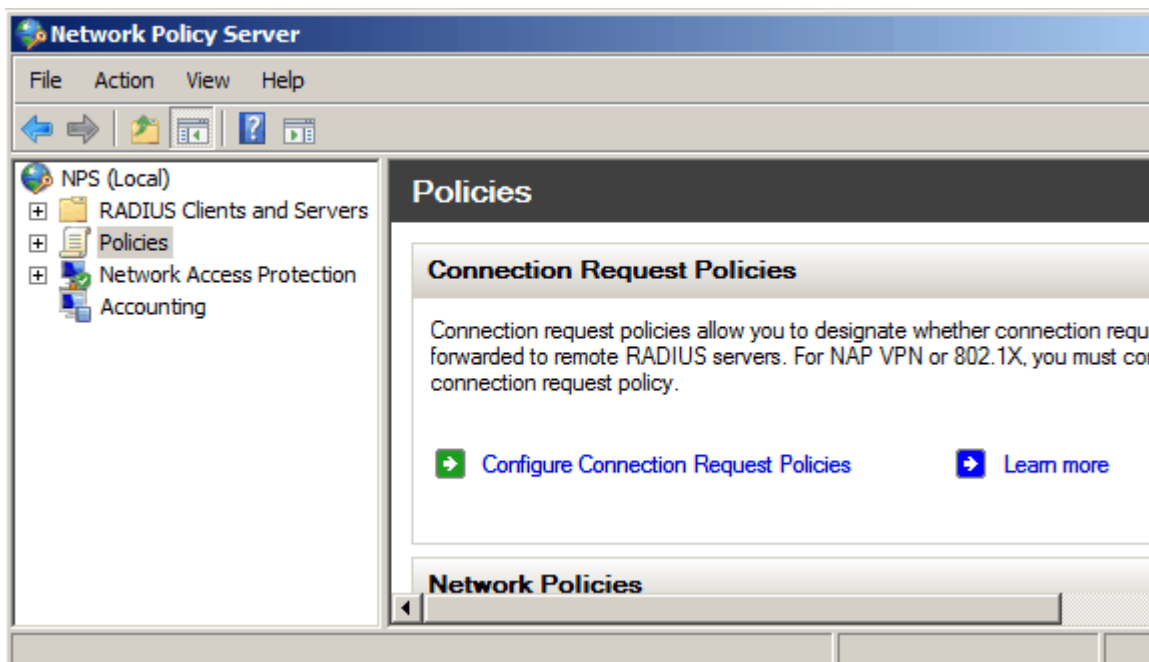 Network Policy Server
File Action View Help
NPS (Local)
RADIUS Clients and Servers
Policies
Network Access Protection
Accounting
Policies
Connection Request Policies
Connection request policies allow you to designate whether connection requ
forwarded to remote RADIUS servers. For NAP VPN or 802.1X, you must co
connection request policy.
Configure Connection Request Policies
Learn more
Network Policies